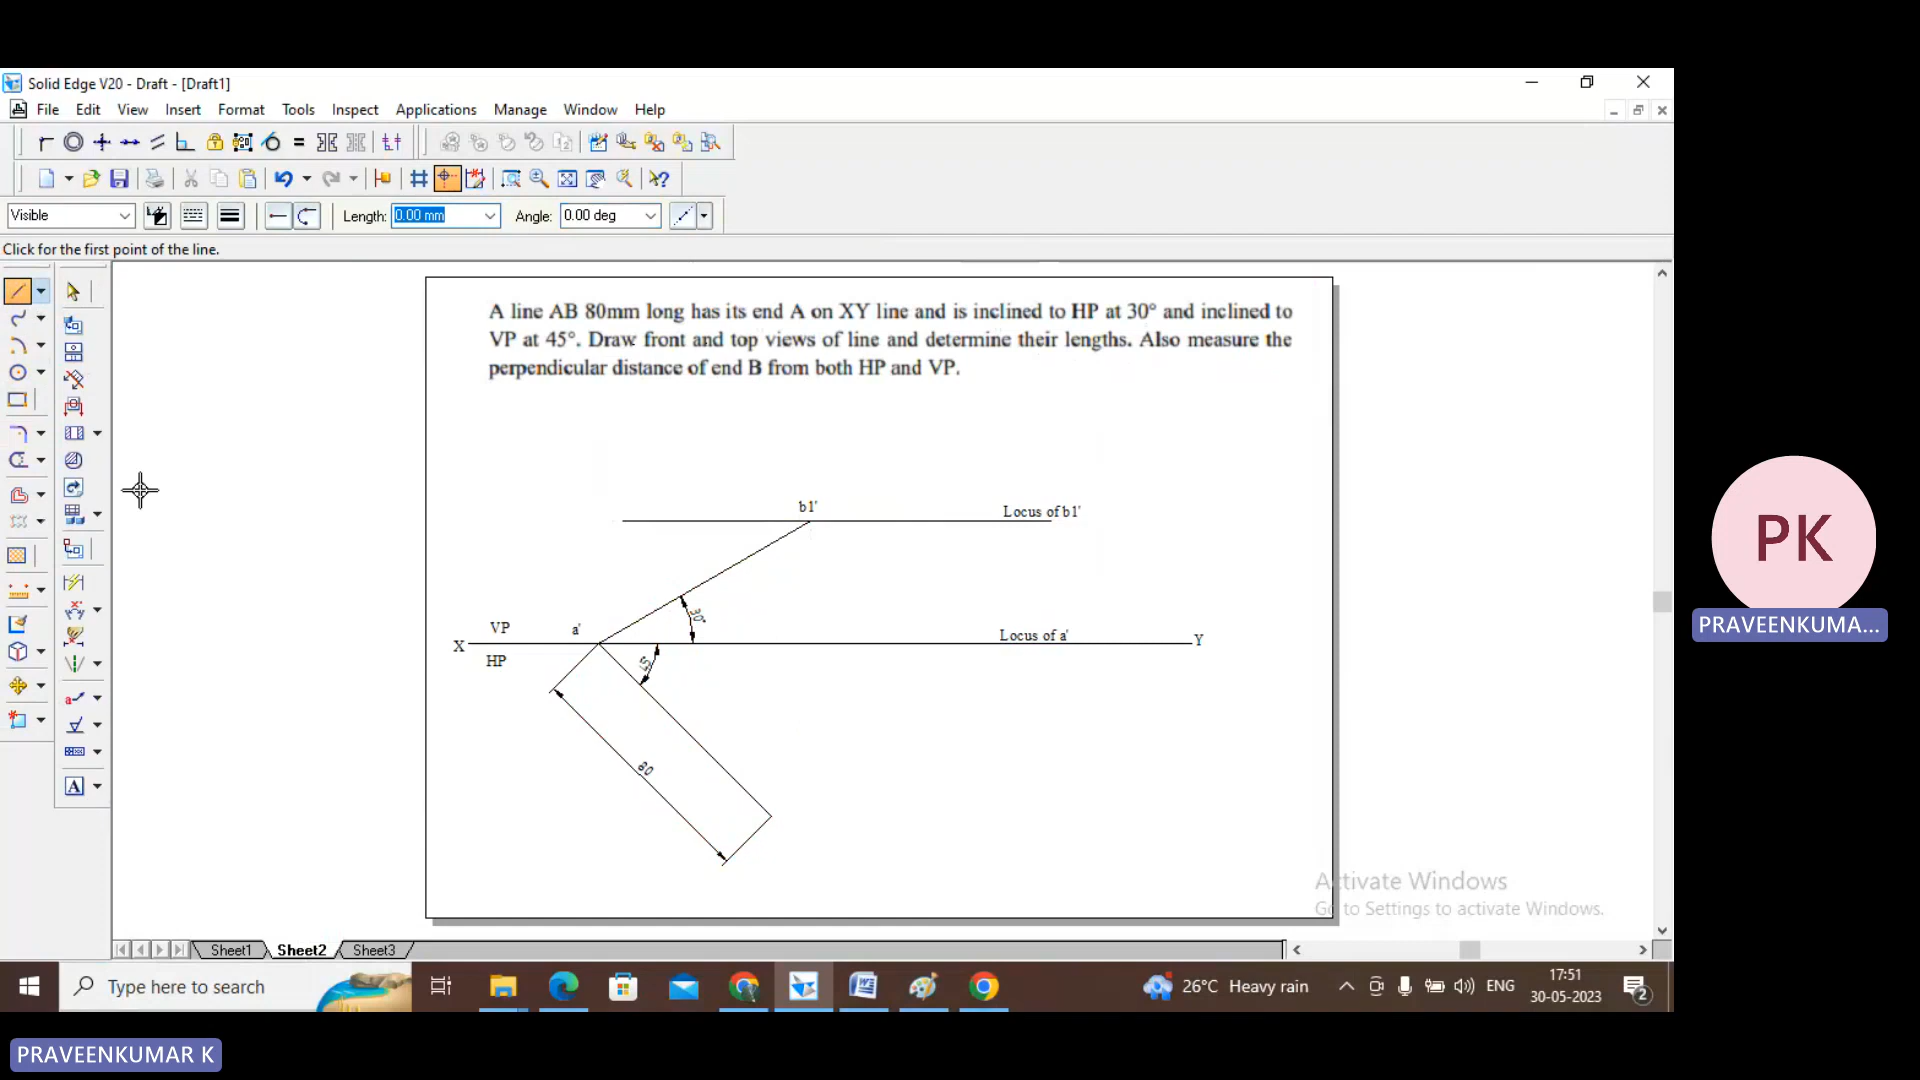 Solid Edge V20 - Draft - [Draft1]
File Edit View Insert Format Tools Inspect Applications Manage Window Help
Visible Length: 0.00 mm Angle: 0.00 deg
Click for the first point of the line.
A line AB 80mm long has its end A on XY line and is inclined to HP at 30° and inclined to
VP at 45°. Draw front and top views of line and determine their lengths. Also measure the
perpendicular distance of end B from both HP and VP.
b1' Locus of b1'
30°
VP a' Locus of a'
X Y
HP
45°
80
A
PK
PRAVEENKUMA...
Activate Windows
Go to Settings to activate Windows.
Sheet1 Sheet2 Sheet3
Type here to search
26°C Heavy rain
ENG
17:51
30-05-2023
2
PRAVEENKUMAR K